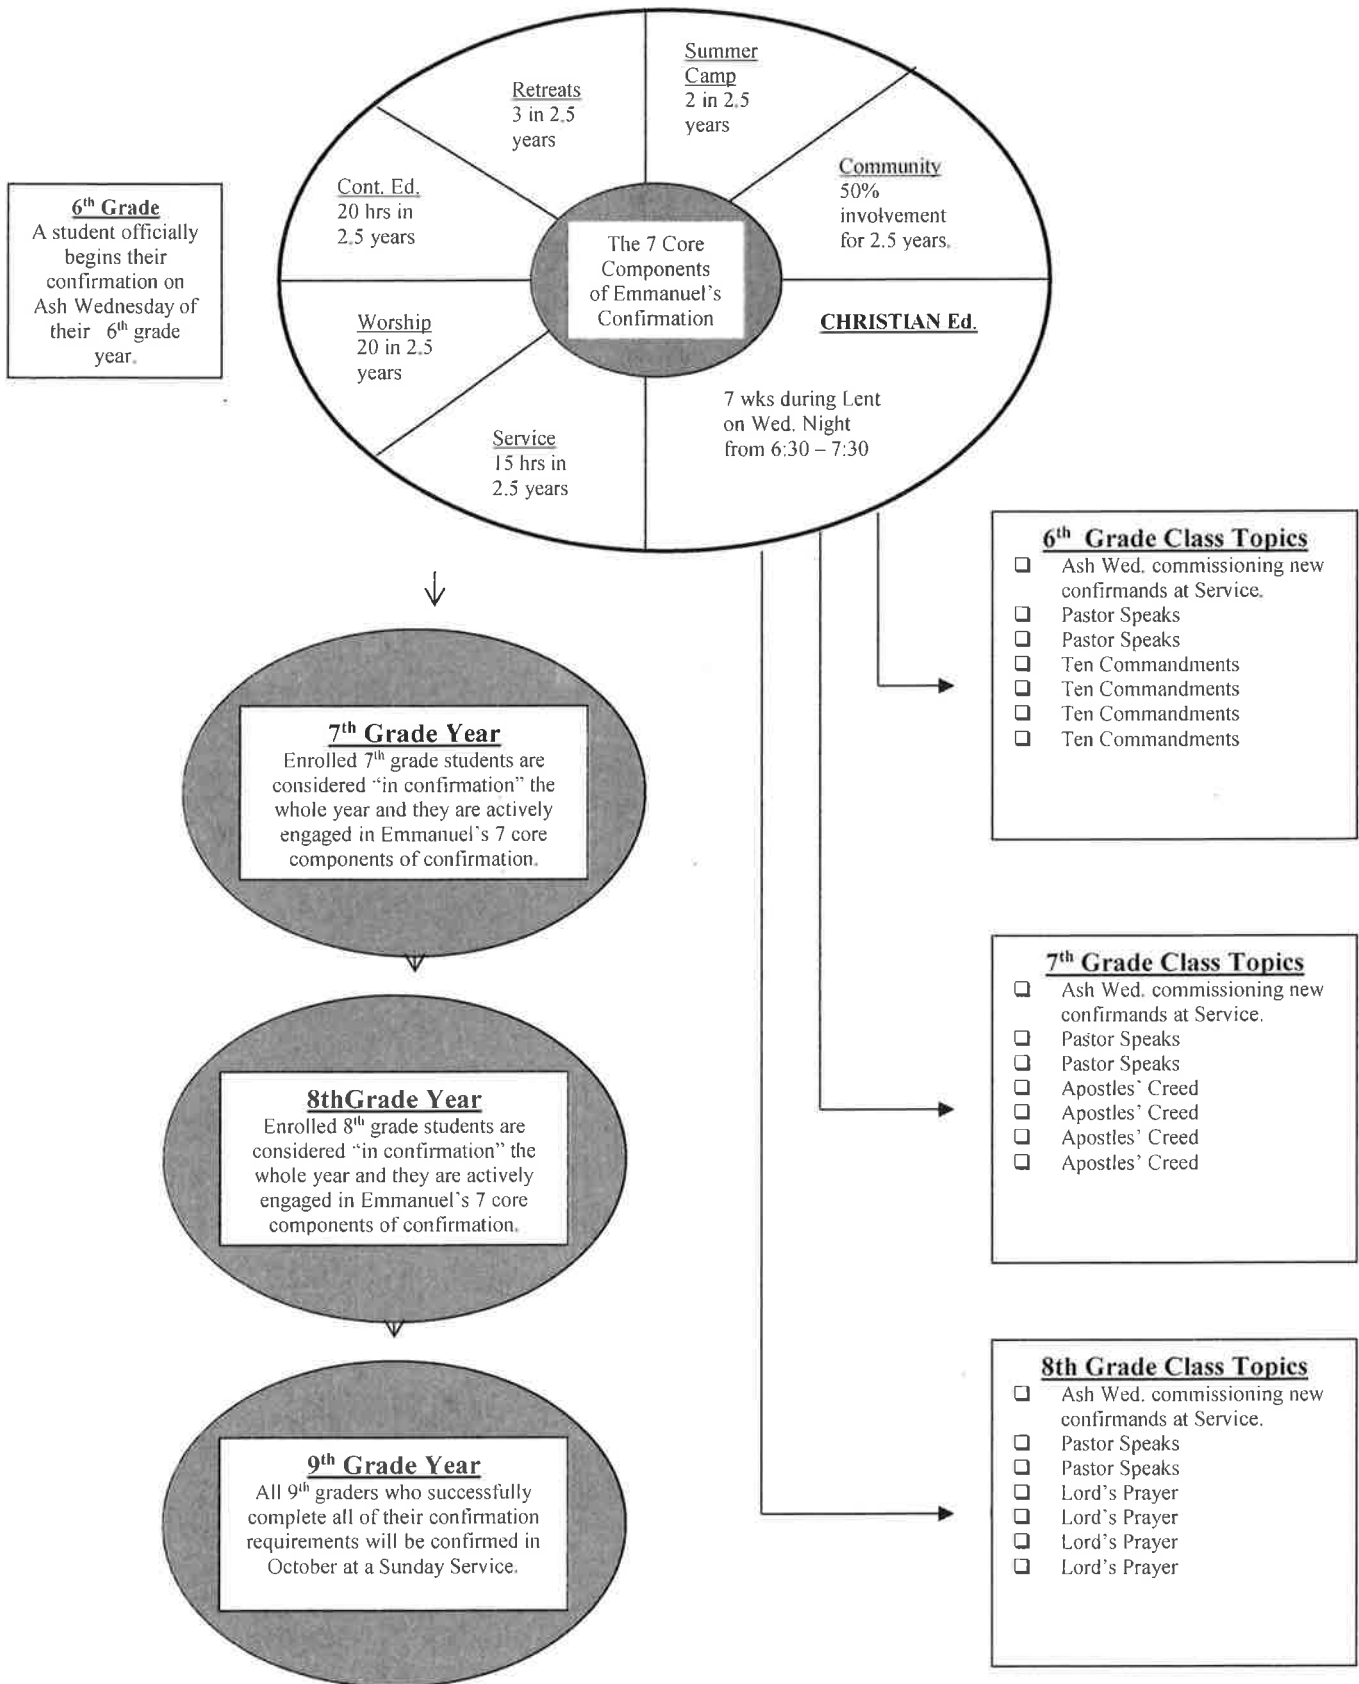 Summer
Camp
2 in 2.5
years
Retreats
3 in 2.5
years
Community
50%
involvement
for 2.5 years.
Cont. Ed.
20 hrs in
2.5 years
6th Grade
A student officially
begins their
confirmation on
Ash Wednesday of
their 6th grade
year.
The 7 Core
Components
of Emmanuel's
Confirmation
CHRISTIAN Ed.
7 wks during Lent
on Wed. Night
from 6:30 – 7:30
Worship
20 in 2.5
years
Service
15 hrs in
2.5 years
6th Grade Class Topics
❑ Ash Wed. commissioning new
confirmands at Service.
❑ Pastor Speaks
❑ Pastor Speaks
❑ Ten Commandments
❑ Ten Commandments
❑ Ten Commandments
❑ Ten Commandments
7th Grade Year
Enrolled 7th grade students are
considered "in confirmation" the
whole year and they are actively
engaged in Emmanuel's 7 core
components of confirmation.
7th Grade Class Topics
❑ Ash Wed. commissioning new
confirmands at Service.
❑ Pastor Speaks
❑ Pastor Speaks
❑ Apostles' Creed
❑ Apostles' Creed
❑ Apostles' Creed
❑ Apostles' Creed
8thGrade Year
Enrolled 8th grade students are
considered "in confirmation" the
whole year and they are actively
engaged in Emmanuel's 7 core
components of confirmation.
8th Grade Class Topics
❑ Ash Wed. commissioning new
confirmands at Service.
❑ Pastor Speaks
❑ Pastor Speaks
❑ Lord's Prayer
❑ Lord's Prayer
❑ Lord's Prayer
❑ Lord's Prayer
9th Grade Year
All 9th graders who successfully
complete all of their confirmation
requirements will be confirmed in
October at a Sunday Service.